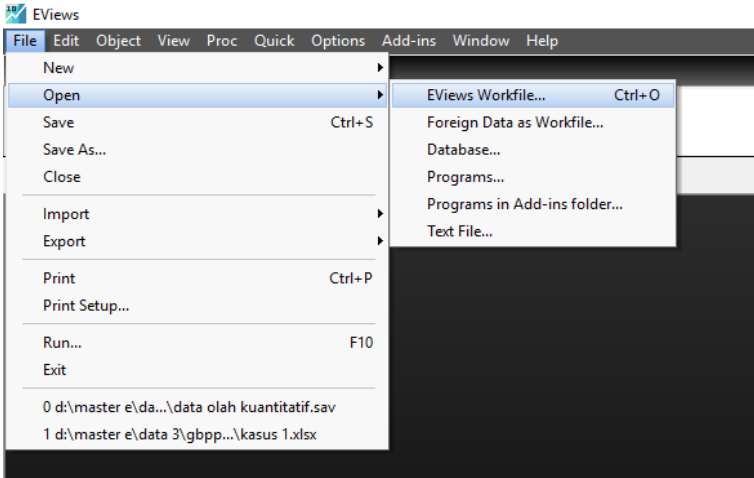 10 EViews
File Edit Object View Proc Quick Options Add-ins Window Help
New
Open
Save Ctrl+S
Save As...
Close
Import
Export
Print Ctrl+P
Print Setup...
Run... F10
Exit
0 d:\master e\da...\data olah kuantitatif.sav
1 d:\master e\data 3\gbpp...\kasus 1.xlsx
EViews Workfile... Ctrl+O
Foreign Data as Workfile...
Database...
Programs...
Programs in Add-ins folder...
Text File...